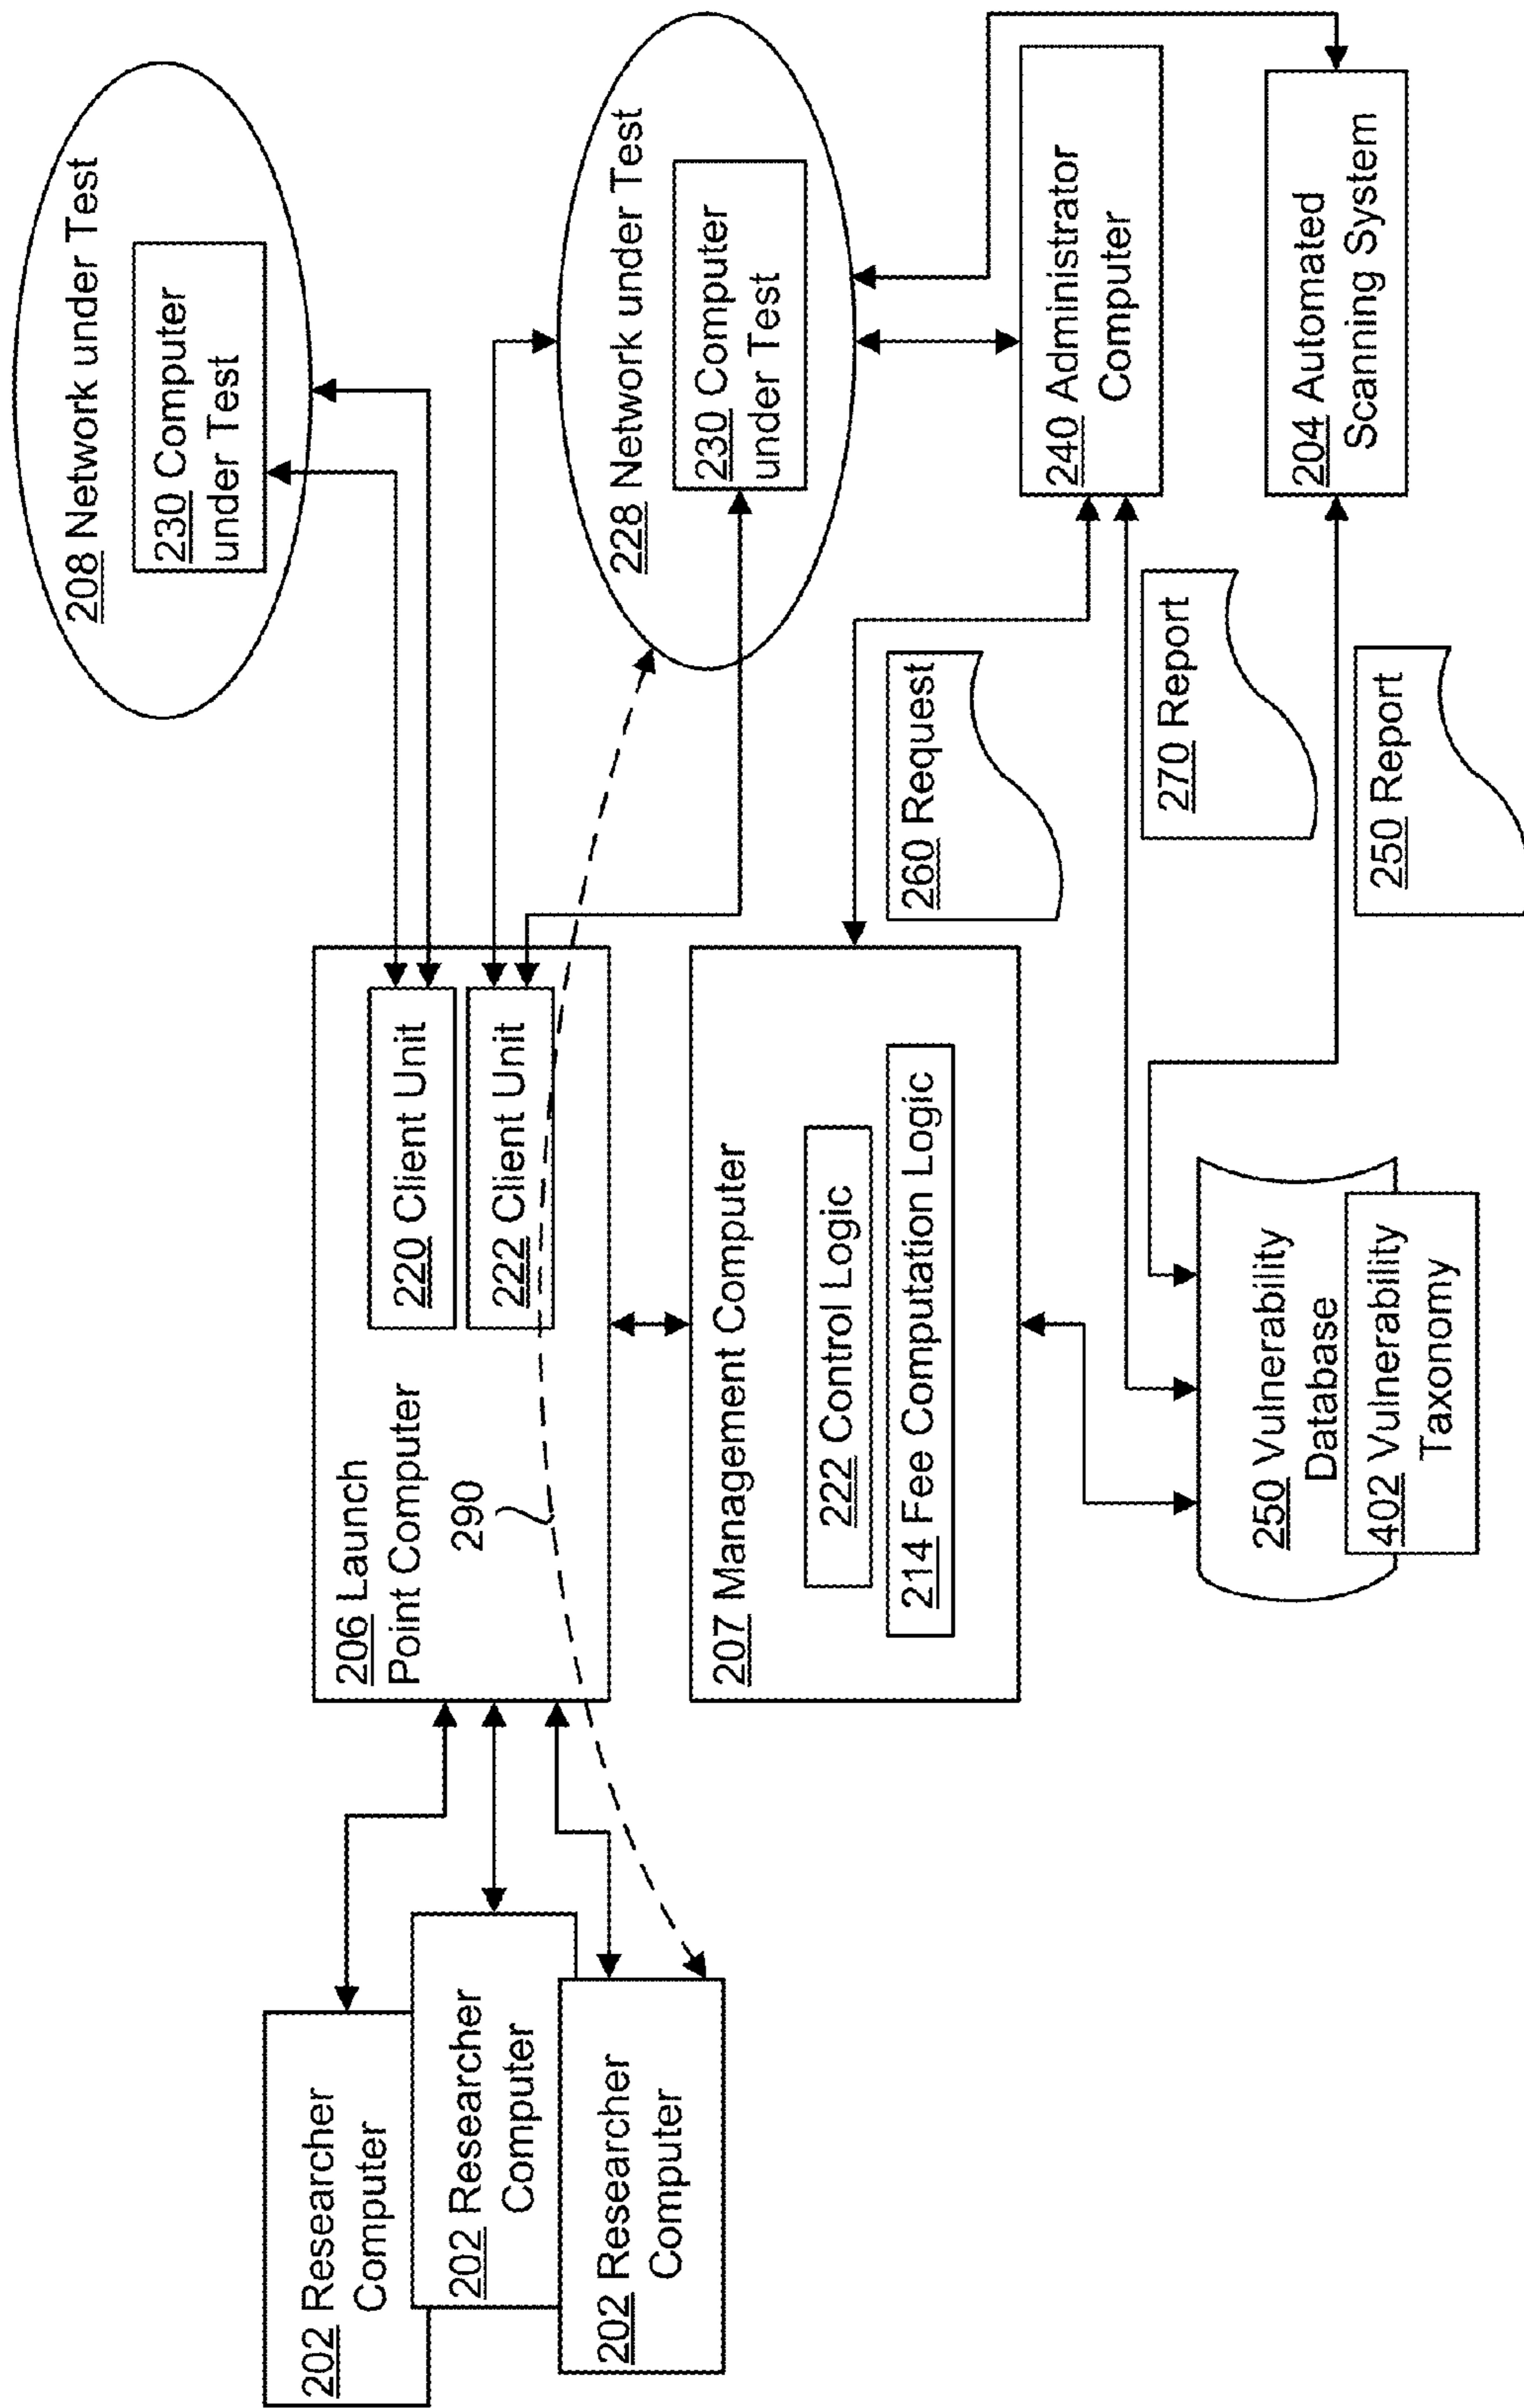 208 Network under Test
230 Computer
under Test
206 Launch
Point Computer
290
220 Client Unit
222 Client Unit
202 Researcher
Computer
202 Researcher
Computer
202 Researcher
Computer
228 Network under Test
230 Computer
under Test
207 Management Computer
222 Control Logic
214 Fee Computation Logic
260 Request
240 Administrator
Computer
270 Report
204 Automated
Scanning System
250 Report
250 Vulnerability
Database
402 Vulnerability
Taxonomy